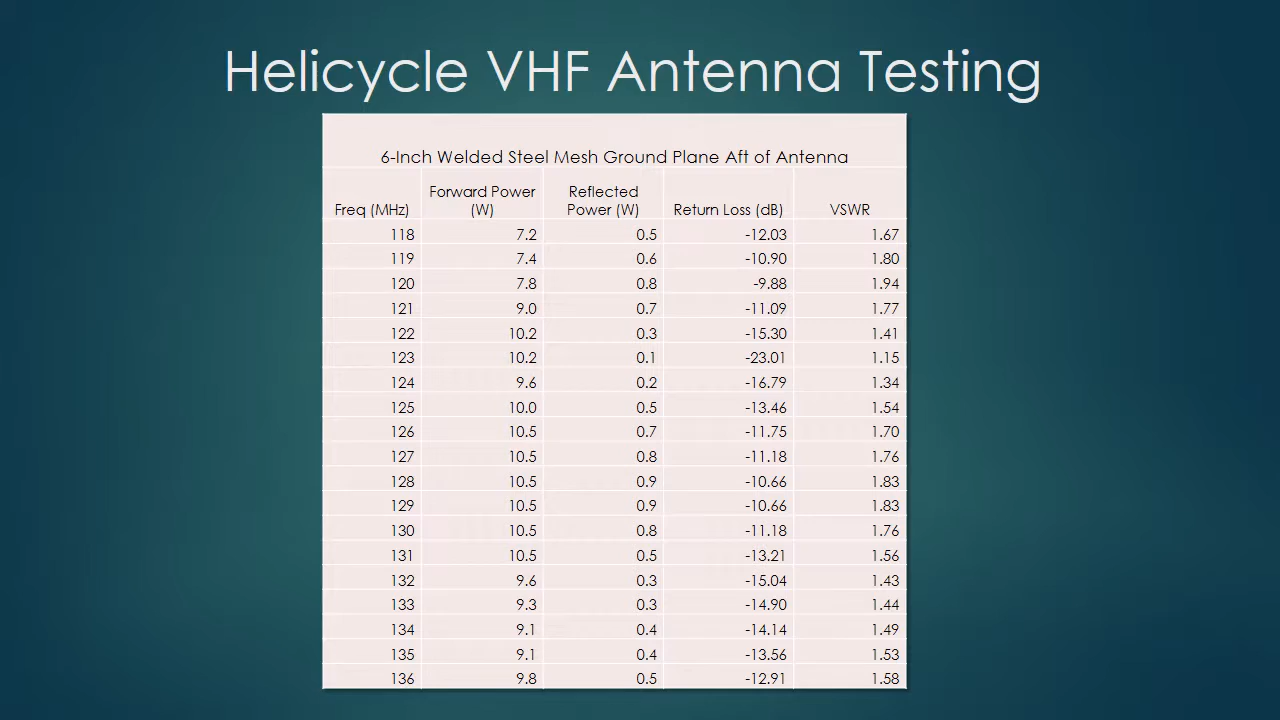 Helicycle VHF Antenna Testing
6-Inch Welded Steel Mesh Ground Plane Aft of Antenna
Freq (MHz) Forward Power (W) Reflected Power (W) Return Loss (dB) VSWR
118 7.2 0.5 -12.03 1.67
119 7.4 0.6 -10.90 1.80
120 7.8 0.8 -9.88 1.94
121 9.0 0.7 -11.09 1.77
122 10.2 0.3 -15.30 1.41
123 10.2 0.1 -23.01 1.15
124 9.6 0.2 -16.79 1.34
125 10.0 0.5 -13.46 1.54
126 10.5 0.7 -11.75 1.70
127 10.5 0.8 -11.18 1.76
128 10.5 0.9 -10.66 1.83
129 10.5 0.9 -10.66 1.83
130 10.5 0.8 -11.18 1.76
131 10.5 0.5 -13.21 1.56
132 9.6 0.3 -15.04 1.43
133 9.3 0.3 -14.90 1.44
134 9.1 0.4 -14.14 1.49
135 9.1 0.4 -13.56 1.53
136 9.8 0.5 -12.91 1.58